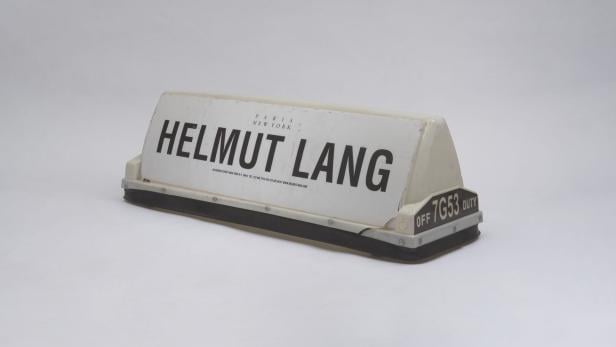 PARIS
NEW YORK
HELMUT LANG
OFF 7G53 DUTY